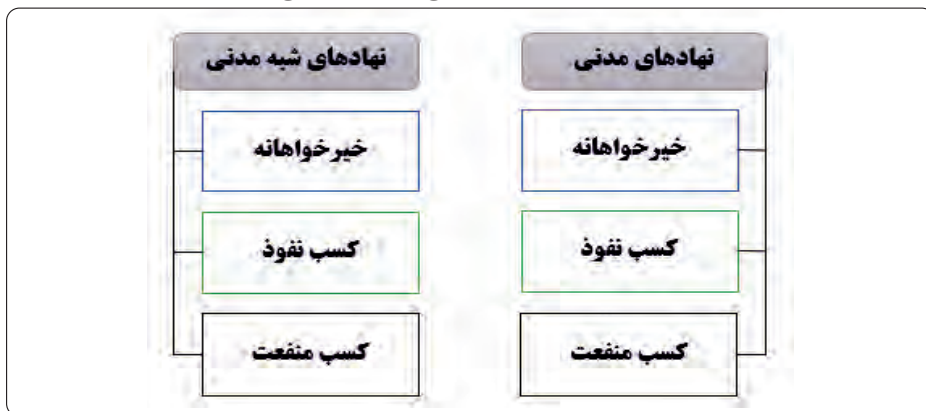 نهادهای مدنی
خیرخواهانه
کسب نفوذ
کسب منفعت
نهادهای شبه مدنی
خیرخواهانه
کسب نفوذ
کسب منفعت